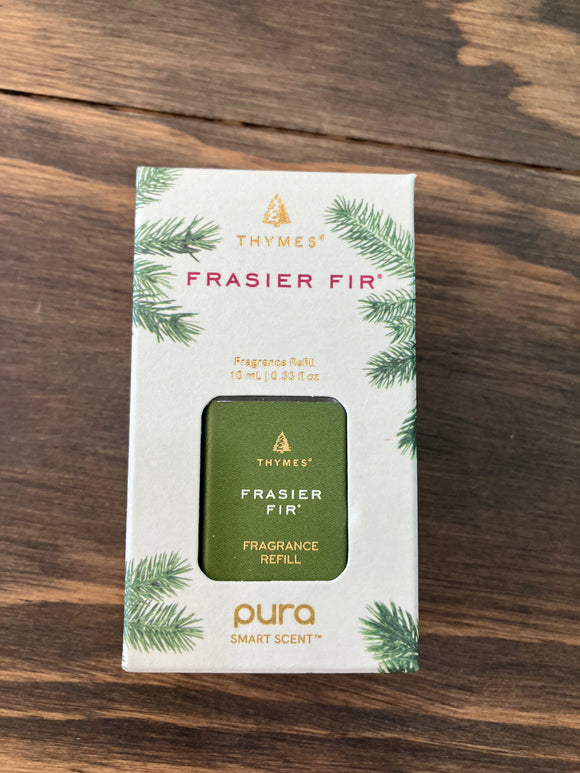 THYMES®
FRASIER FIR®
Fragrance Refill
10 mL | 0.33 fl oz
THYMES®
FRASIER
FIR®
FRAGRANCE
REFILL
pura
SMART SCENT™